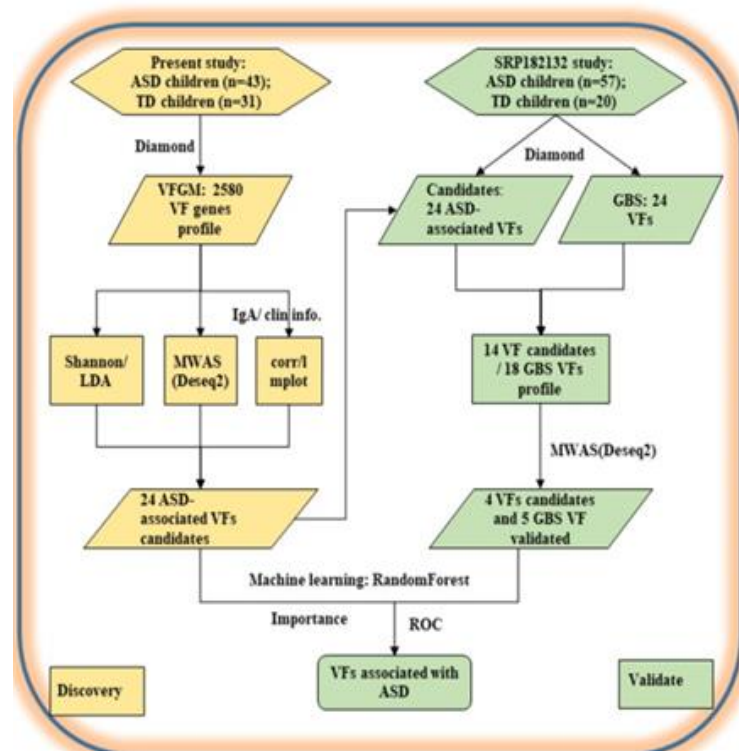 Present study:
ASD children (n=43);
TD children (n=31)
Diamond
VFGM: 2580
VF genes
profile
IgA/ clin info.
Shannon/
LDA
MWAS
(Deseq2)
corr/l
mplot
24 ASD-
associated VFs
candidates
SRP182132 study:
ASD children (n=57);
TD children (n=20)
Diamond
Candidates:
24 ASD-
associated VFs
GBS: 24
VFs
14 VF candidates
/ 18 GBS VFs
profile
MWAS(Deseq2)
4 VFs candidates
and 5 GBS VF
validated
Machine learning: RandomForest
Importance
ROC
VFs associated with
ASD
Discovery
Validate